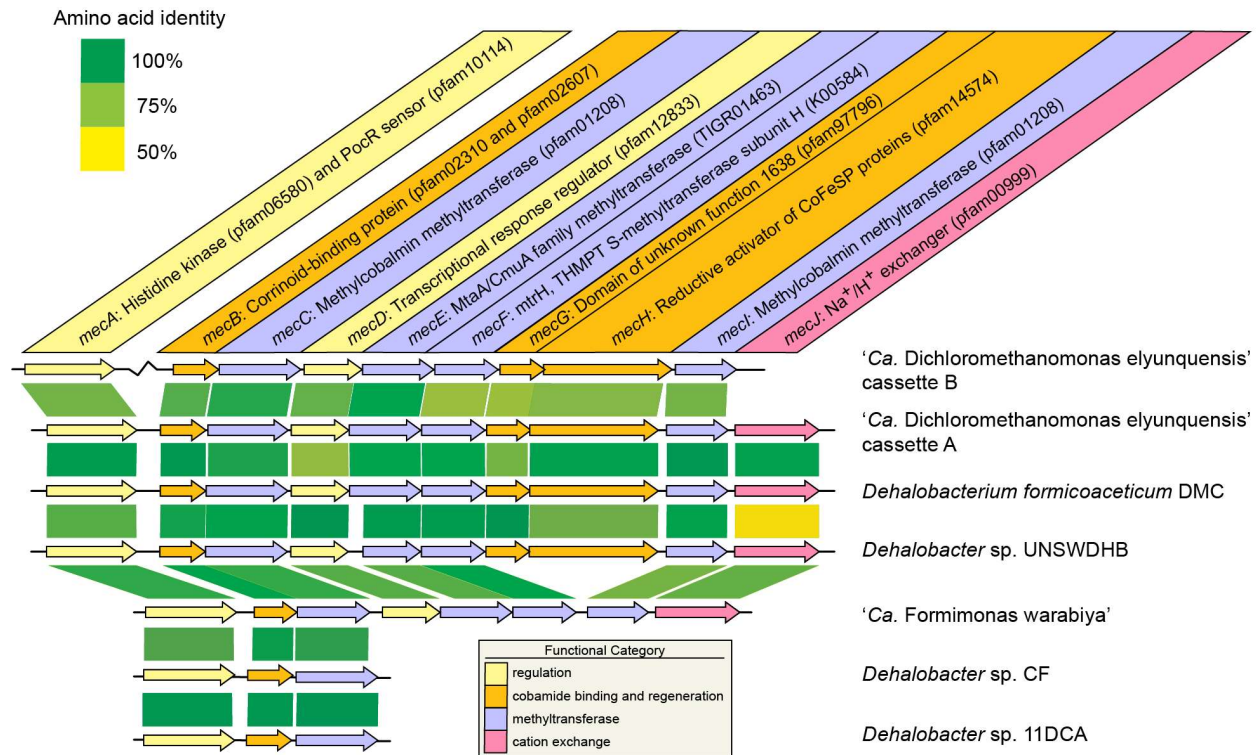 Amino acid identity
100%
75%
50%
mecA: Histidine kinase (pfam06580) and PocR sensor (pfam10114)
mecB: Corrinoid-binding protein (pfam02310 and pfam02607)
mecC: Methylcobalmin methyltransferase (pfam01208)
mecD: Transcriptional response regulator (pfam12833)
mecE: MtaA/CmuA family methyltransferase (TIGR01463)
mecF: mtrH, THMPT S-methyltransferase subunit H (K00584)
mecG: Domain of unknown function 1638 (pfam97796)
mecH: Reductive activator of CoFeSP proteins (pfam14574)
mecI: Methylcobalmin methyltransferase (pfam01208)
mecJ: Na⁺/H⁺ exchanger (pfam00999)
‘Ca. Dichloromethanomonas elyunquensis’
cassette B
‘Ca. Dichloromethanomonas elyunquensis’
cassette A
Dehalobacterium formicoaceticum DMC
Dehalobacter sp. UNSWDHB
‘Ca. Formimonas warabiya’
Dehalobacter sp. CF
Dehalobacter sp. 11DCA
Functional Category
regulation
cobamide binding and regeneration
methyltransferase
cation exchange